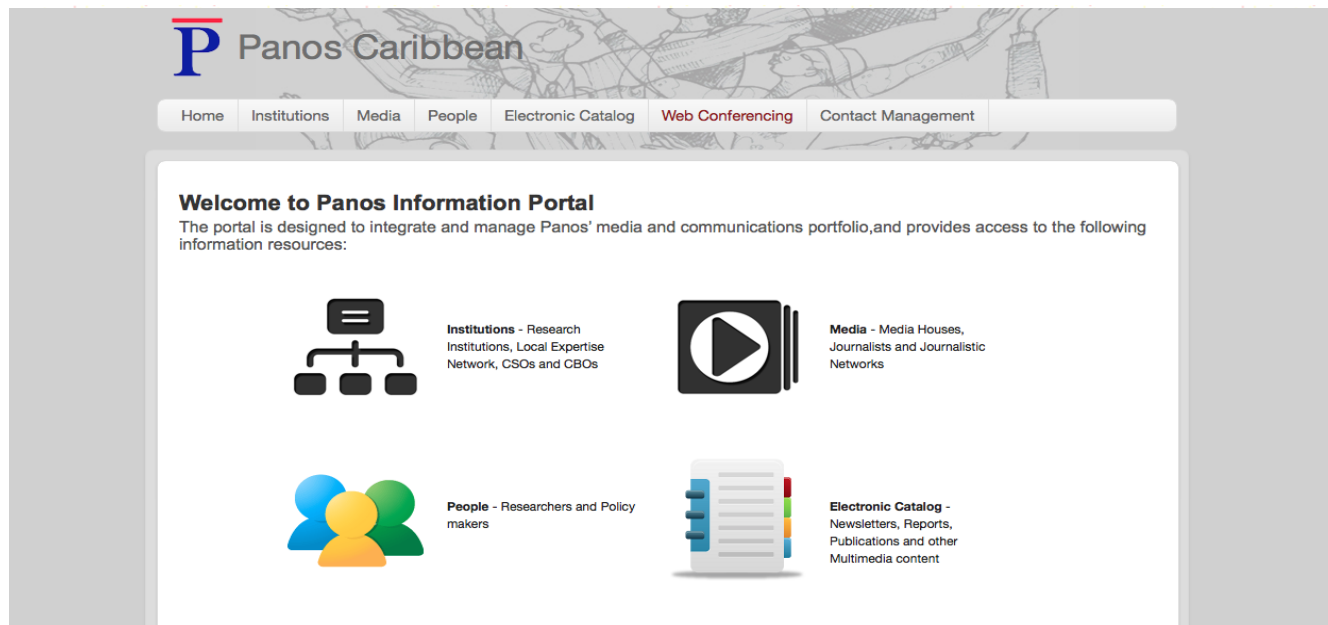 P Panos Caribbean
Home Institutions Media People Electronic Catalog Web Conferencing Contact Management
Welcome to Panos Information Portal
The portal is designed to integrate and manage Panos' media and communications portfolio,and provides access to the following
information resources:
Institutions - Research
Institutions, Local Expertise
Network, CSOs and CBOs
Media - Media Houses,
Journalists and Journalistic
Networks
People - Researchers and Policy
makers
Electronic Catalog -
Newsletters, Reports,
Publications and other
Multimedia content